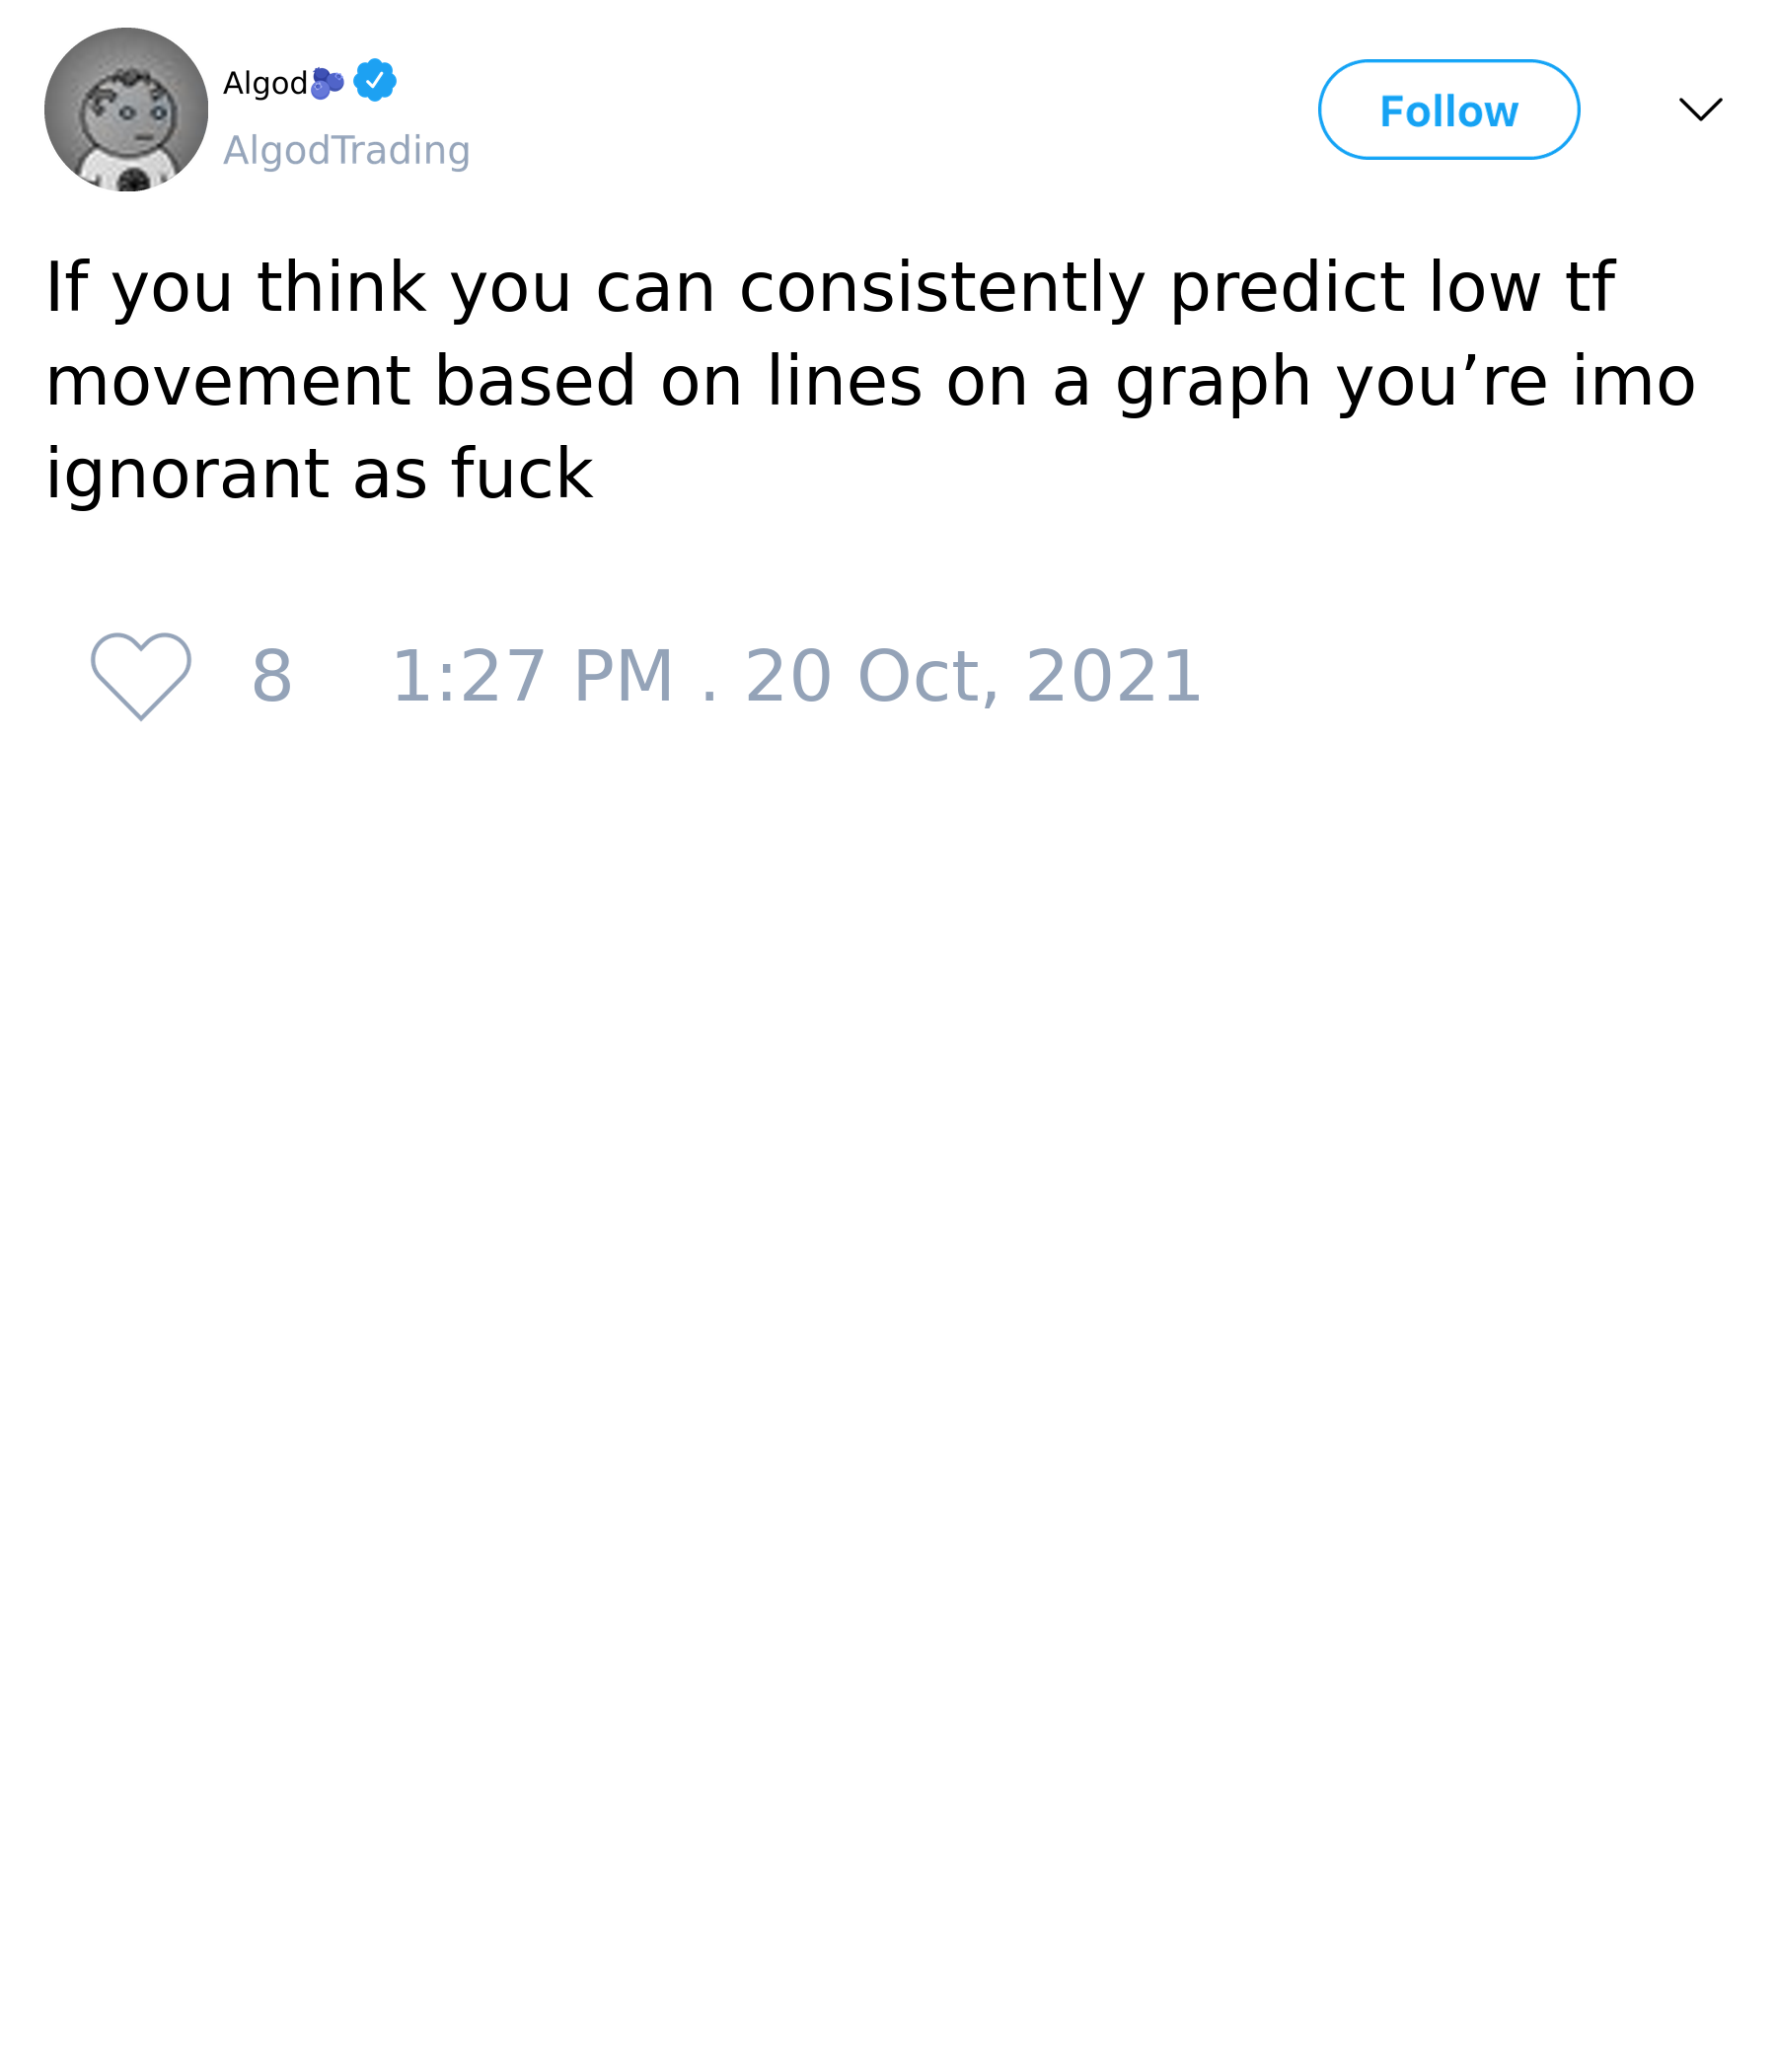 Algod🫐
AlgodTrading
Follow
If you think you can consistently predict low tf
movement based on lines on a graph you’re imo
ignorant as fuck
8 1:27 PM . 20 Oct, 2021